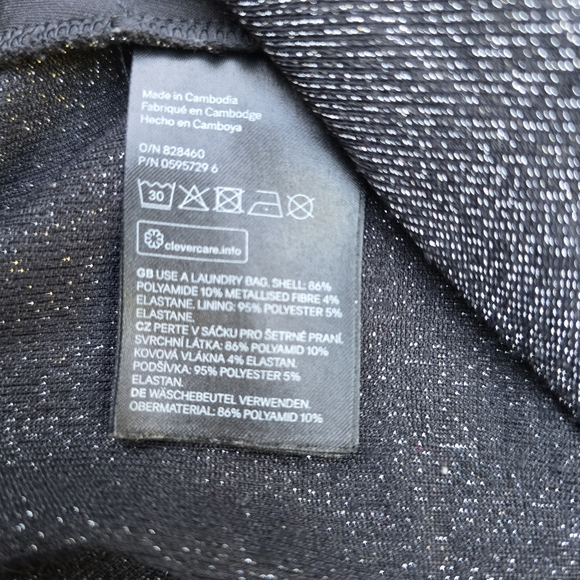 Made in Cambodia
Fabriqué en Cambodge
Hecho en Camboya
O/N 828460
P/N 0595729 6
30
clevercare.info
GB USE A LAUNDRY BAG. SHELL: 86%
POLYAMIDE 10% METALLISED FIBRE 4%
ELASTANE. LINING: 95% POLYESTER 5%
ELASTANE.
CZ PERTE V SÁČKU PRO ŠETRNÉ PRANÍ.
SVRCHNÍ LÁTKA: 86% POLYAMID 10%
KOVOVÁ VLÁKNA 4% ELASTAN.
PODŠÍVKA: 95% POLYESTER 5%
ELASTAN.
DE WÄSCHEBEUTEL VERWENDEN.
OBERMATERIAL: 86% POLYAMID 10%